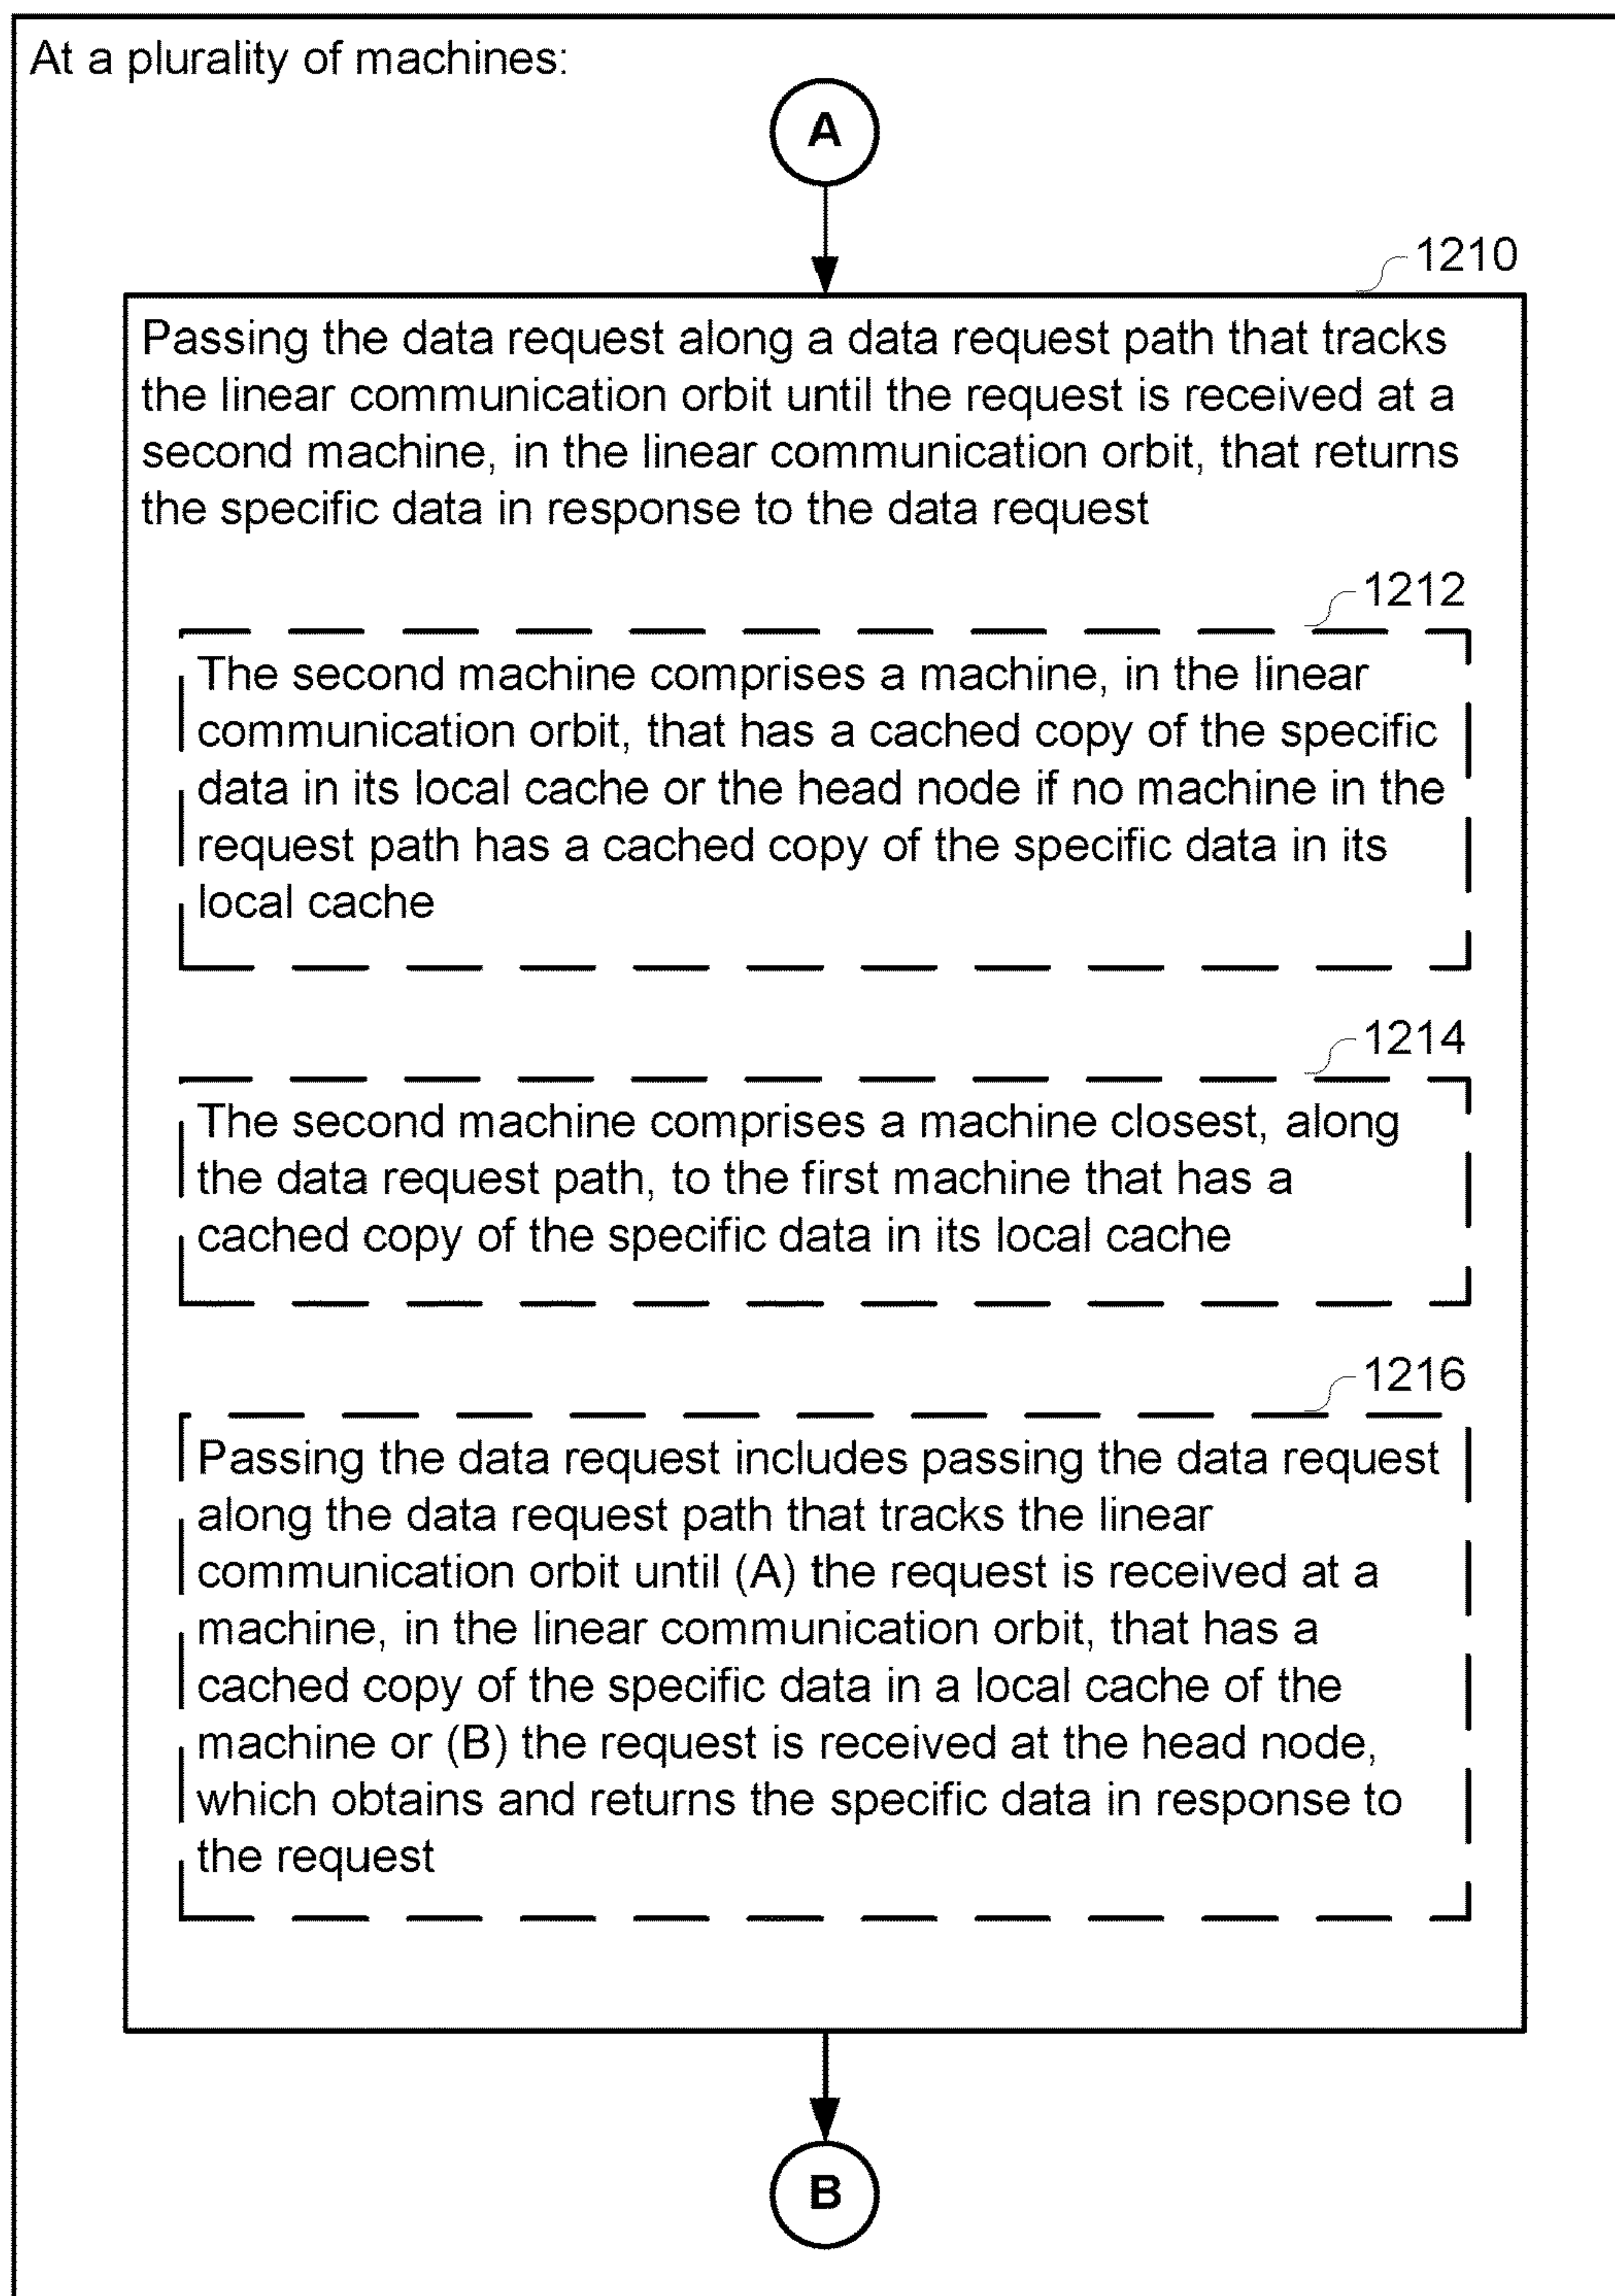 At a plurality of machines:
A
1210
Passing the data request along a data request path that tracks
the linear communication orbit until the request is received at a
second machine, in the linear communication orbit, that returns
the specific data in response to the data request
1212
The second machine comprises a machine, in the linear
communication orbit, that has a cached copy of the specific
data in its local cache or the head node if no machine in the
request path has a cached copy of the specific data in its
local cache
1214
The second machine comprises a machine closest, along
the data request path, to the first machine that has a
cached copy of the specific data in its local cache
1216
Passing the data request includes passing the data request
along the data request path that tracks the linear
communication orbit until (A) the request is received at a
machine, in the linear communication orbit, that has a
cached copy of the specific data in a local cache of the
machine or (B) the request is received at the head node,
which obtains and returns the specific data in response to
the request
B